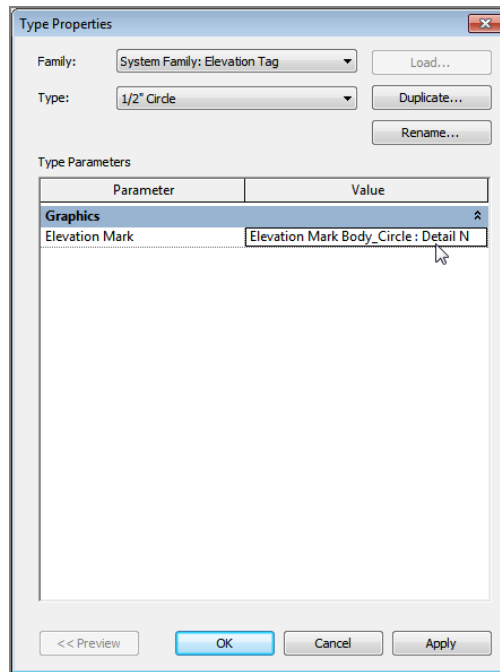 Type Properties
Family: System Family: Elevation Tag Load...
Type: 1/2" Circle Duplicate...
Rename...
Type Parameters
Parameter Value
Graphics
Elevation Mark Elevation Mark Body_Circle : Detail N
<< Preview OK Cancel Apply